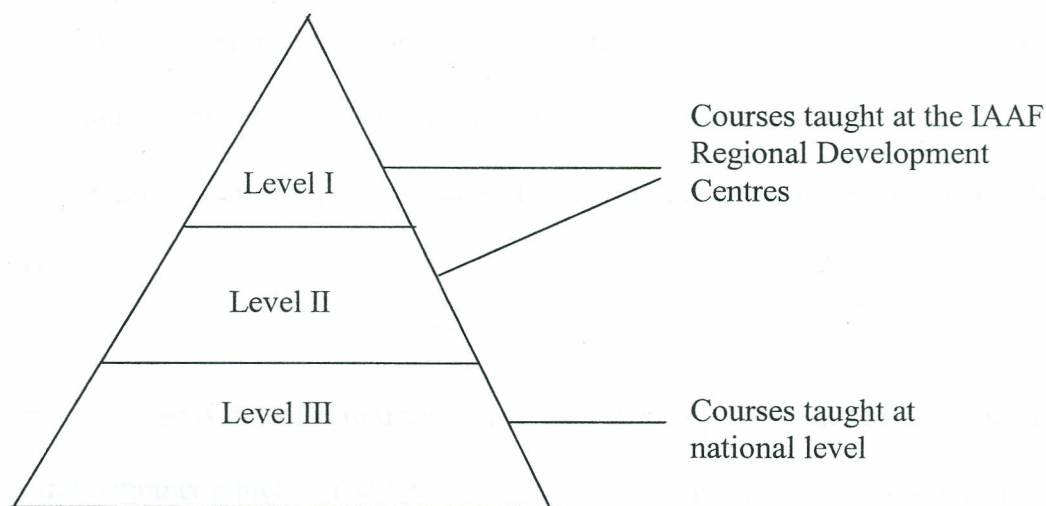 Courses taught at the IAAF
Regional Development
Centres
Level I
Level II
Level III
Courses taught at
national level